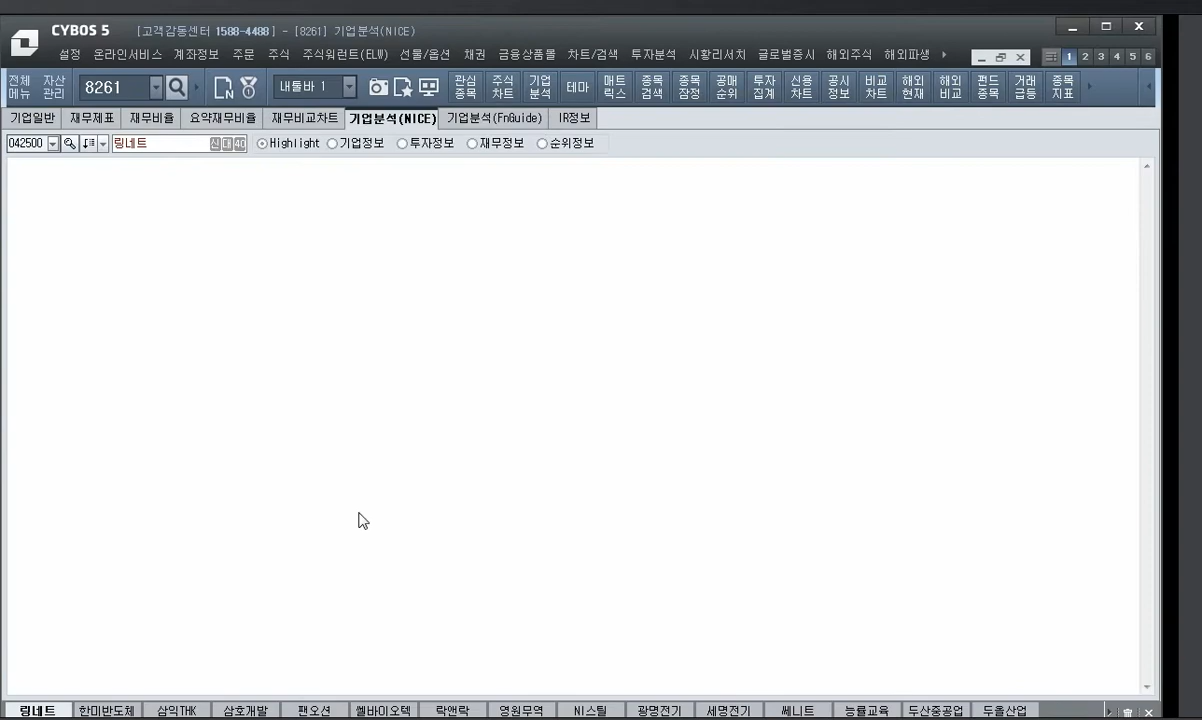 CYBOS 5 [고객감동센터 1588-4488] - [8261] 기업분석(NICE)
설정 온라인서비스 계좌정보 주문 주식 주식워런트(ELW) 선물/옵션 채권 금융상품몰 차트/검색 투자분석 시황리서치 글로벌증시 해외주식 해외파생 1 2 3 4 5 6
전체메뉴 자산관리 8261 내툴바 1 관심종목 주식차트 기업분석 테마 매트릭스 종목검색 종목잠정 공매순위 투자집계 신용차트 공시정보 비교차트 해외현재 해외비교 펀드종목 거래급등 종목지표
기업일반 재무제표 재무비율 요약재무비율 재무비교차트 기업분석(NICE) 기업분석(FnGuide) IR정보
042500 링네트 신 대 40 Highlight 기업정보 투자정보 재무정보 순위정보
링네트 한미반도체 삼익THK 삼호개발 팬오션 쎌바이오텍 락앤락 영원무역 NI스틸 광명전기 세명전기 쎄니트 능률교육 두산중공업 두올산업